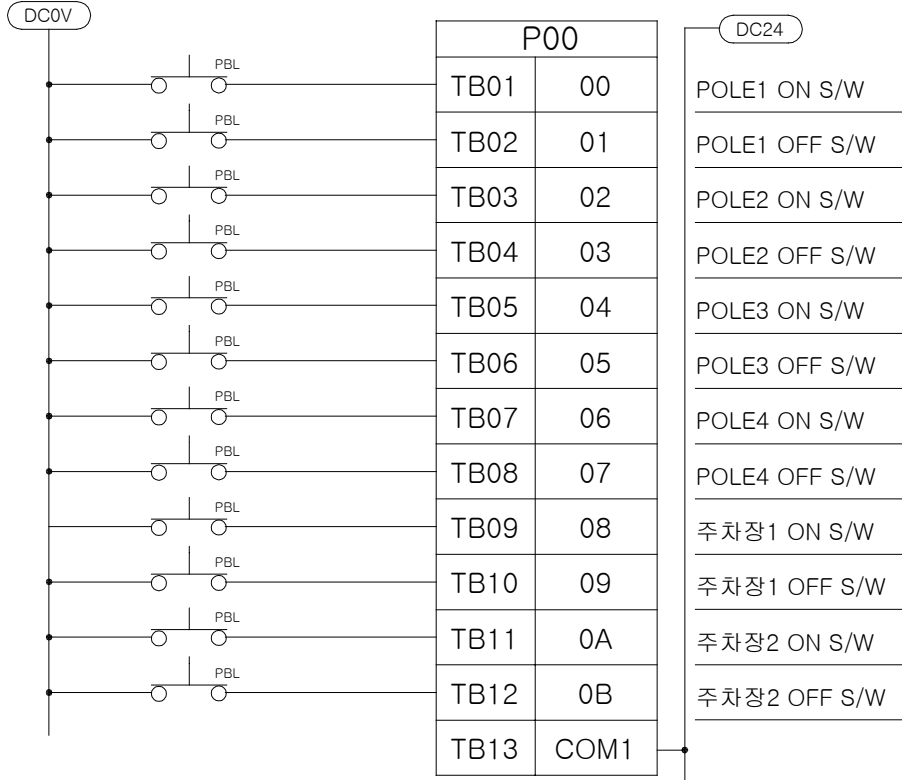 DC0V
P00
DC24
PBL TB01 00 POLE1 ON S/W
PBL TB02 01 POLE1 OFF S/W
PBL TB03 02 POLE2 ON S/W
PBL TB04 03 POLE2 OFF S/W
PBL TB05 04 POLE3 ON S/W
PBL TB06 05 POLE3 OFF S/W
PBL TB07 06 POLE4 ON S/W
PBL TB08 07 POLE4 OFF S/W
PBL TB09 08 주차장1 ON S/W
PBL TB10 09 주차장1 OFF S/W
PBL TB11 0A 주차장2 ON S/W
PBL TB12 0B 주차장2 OFF S/W
TB13 COM1